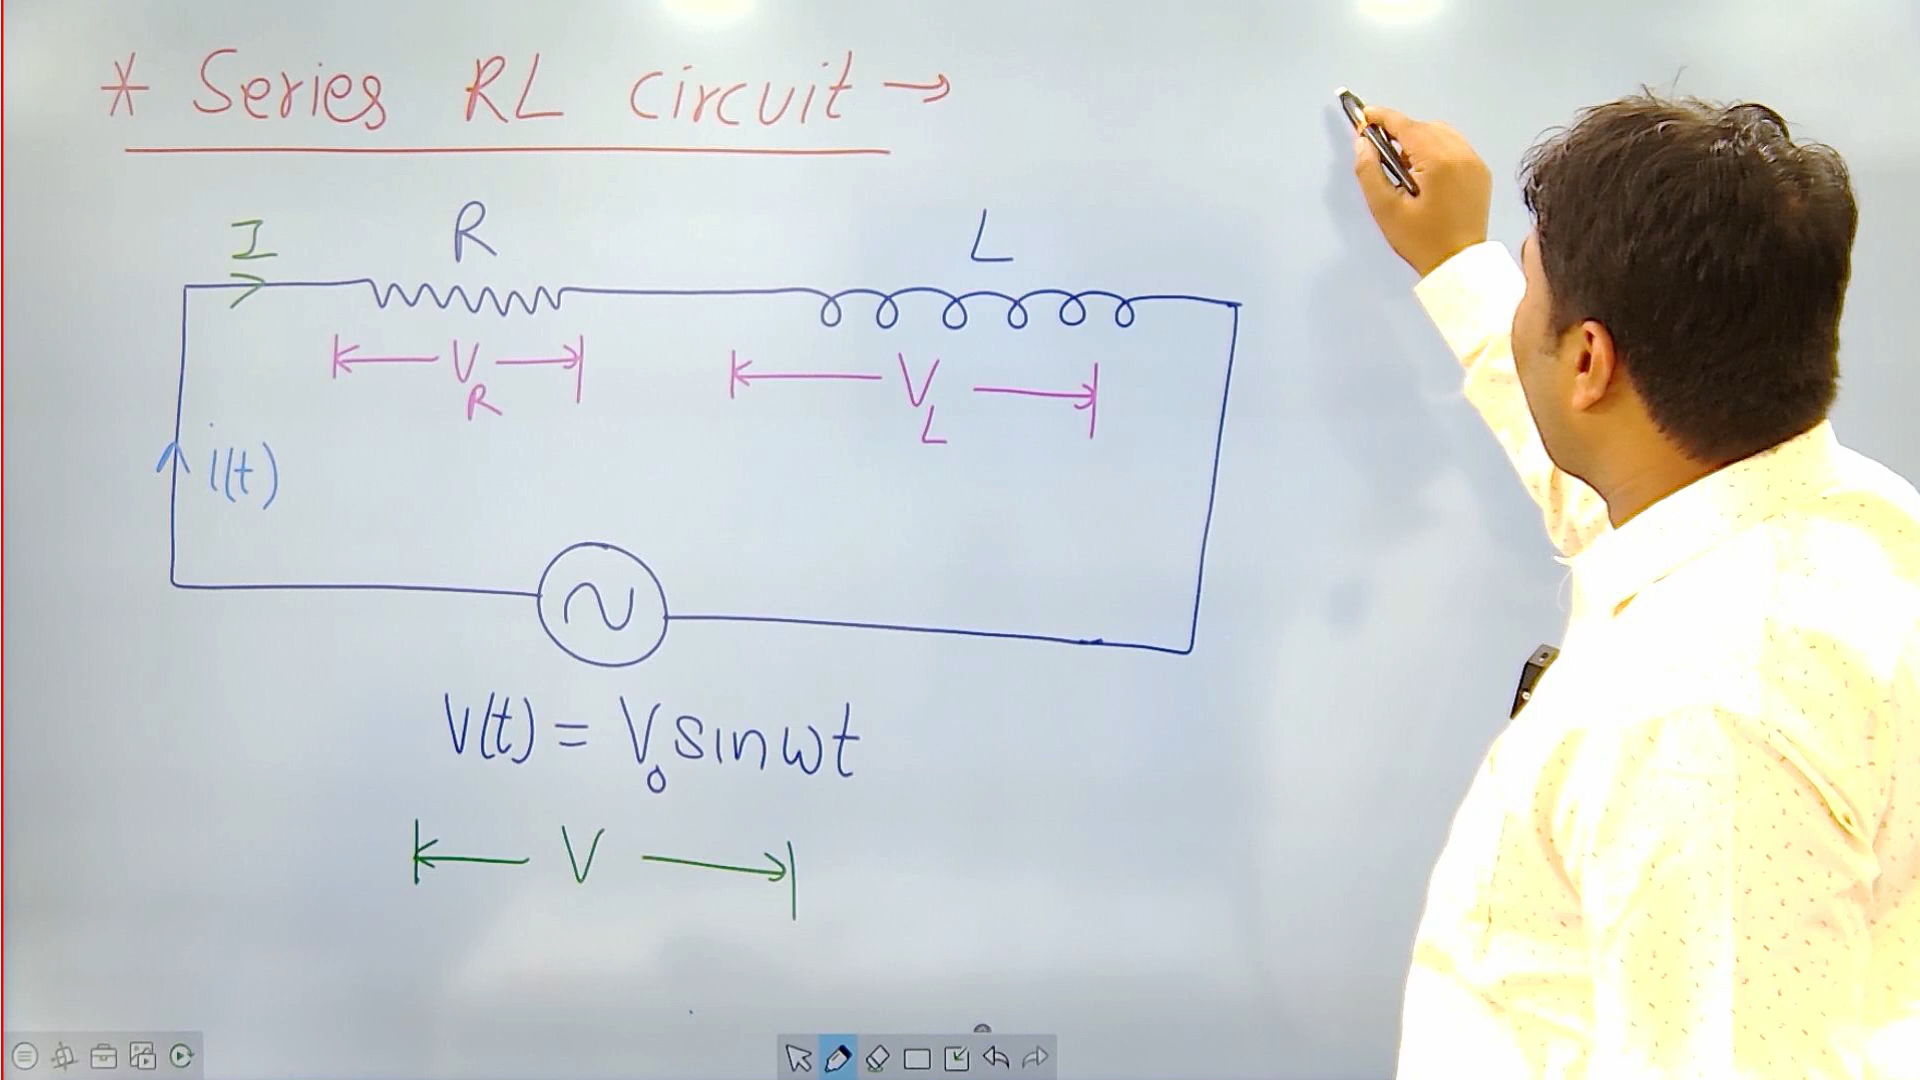 * Series RL circuit →
I
R
L
V_R
V_L
i(t)
V(t) = V₀ sin ωt
V